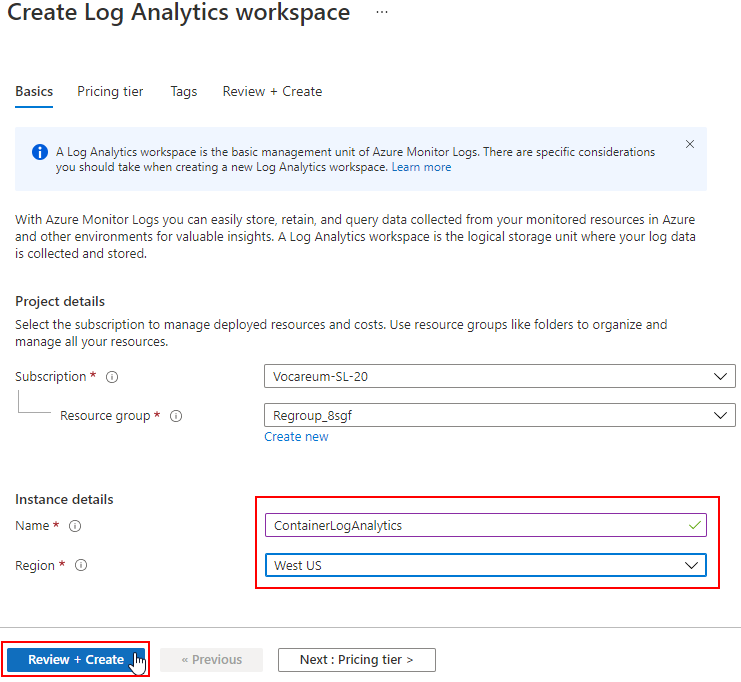 Create Log Analytics workspace ...
Basics Pricing tier Tags Review + Create
A Log Analytics workspace is the basic management unit of Azure Monitor Logs. There are specific considerations
you should take when creating a new Log Analytics workspace. Learn more
With Azure Monitor Logs you can easily store, retain, and query data collected from your monitored resources in Azure
and other environments for valuable insights. A Log Analytics workspace is the logical storage unit where your log data
is collected and stored.
Project details
Select the subscription to manage deployed resources and costs. Use resource groups like folders to organize and
manage all your resources.
Subscription * Vocareum-SL-20
Resource group * Regroup_8sgf
Create new
Instance details
Name * ContainerLogAnalytics
Region * West US
Review + Create « Previous Next : Pricing tier >